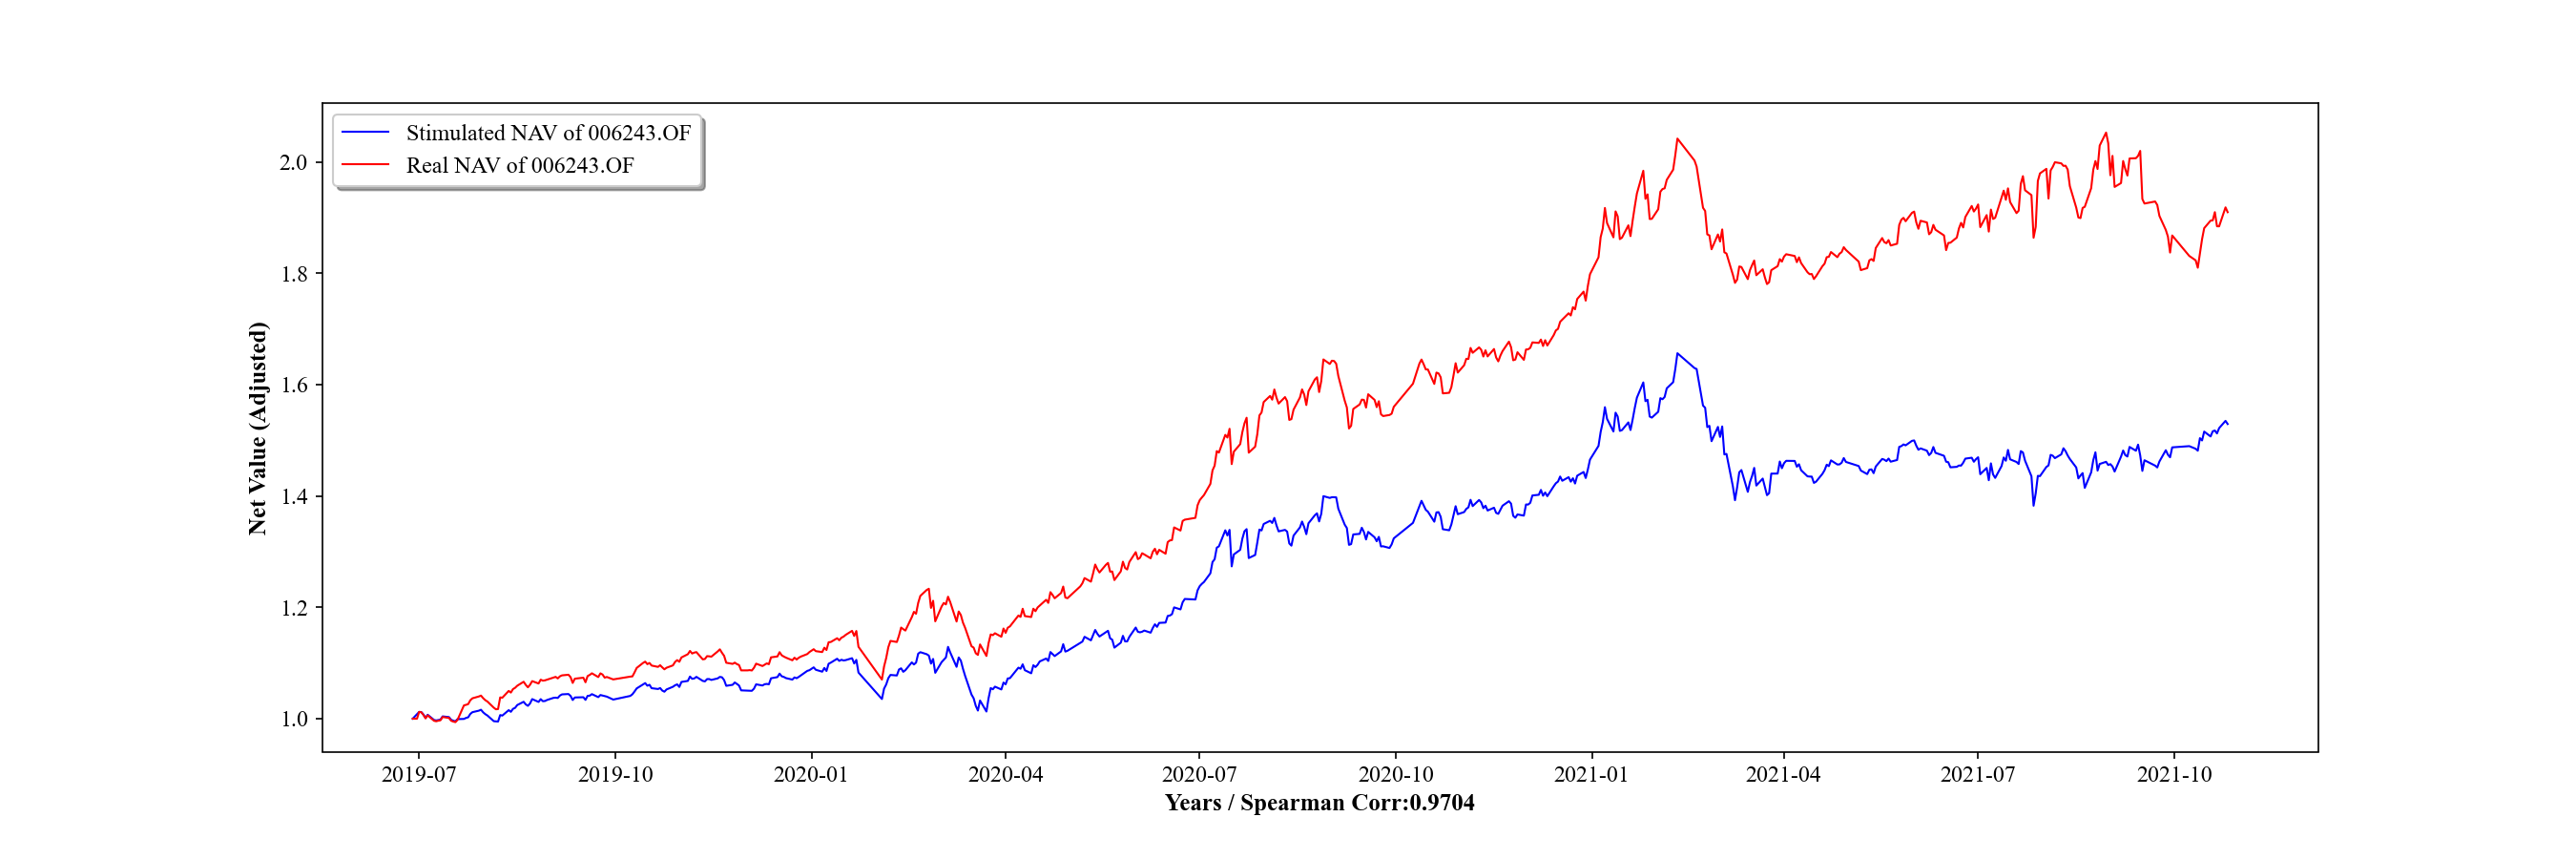 Stimulated NAV of 006243.OF
Real NAV of 006243.OF
Net Value (Adjusted)
2.0
1.8
1.6
1.4
1.2
1.0
2019-07 2019-10 2020-01 2020-04 2020-07 2020-10 2021-01 2021-04 2021-07 2021-10
Years / Spearman Corr:0.9704